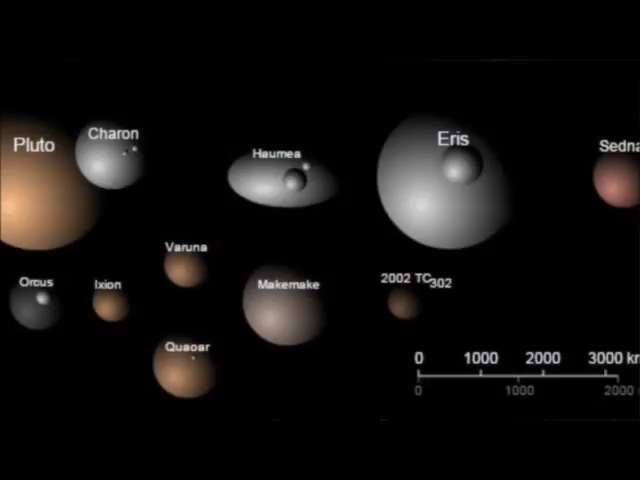 Pluto
Charon
Haumea
Eris
Sedna
Varuna
Orcus
Ixion
Makemake
2002 TC302
Quaoar
0 1000 2000 3000 km
0 1000 2000